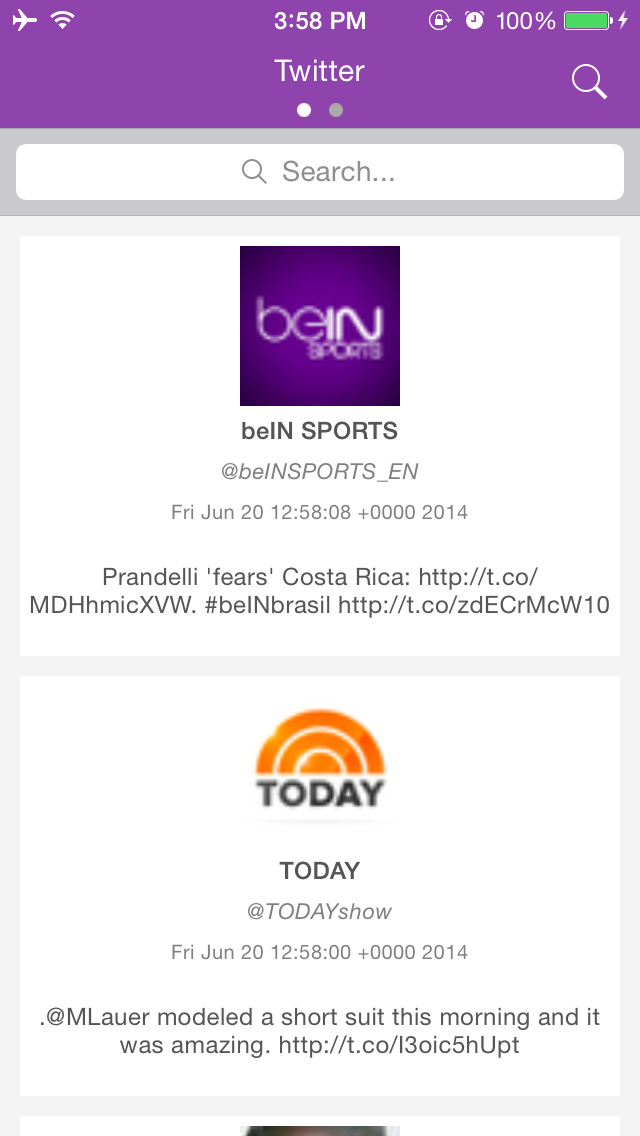 3:58 PM 100%
Twitter
Search...
beIN
SPORTS
beIN SPORTS
@beINSPORTS_EN
Fri Jun 20 12:58:08 +0000 2014
Prandelli 'fears' Costa Rica: http://t.co/
MDHhmicXVW. #beINbrasil http://t.co/zdECrMcW10
TODAY
TODAY
@TODAYshow
Fri Jun 20 12:58:00 +0000 2014
.@MLauer modeled a short suit this morning and it
was amazing. http://t.co/I3oic5hUpt